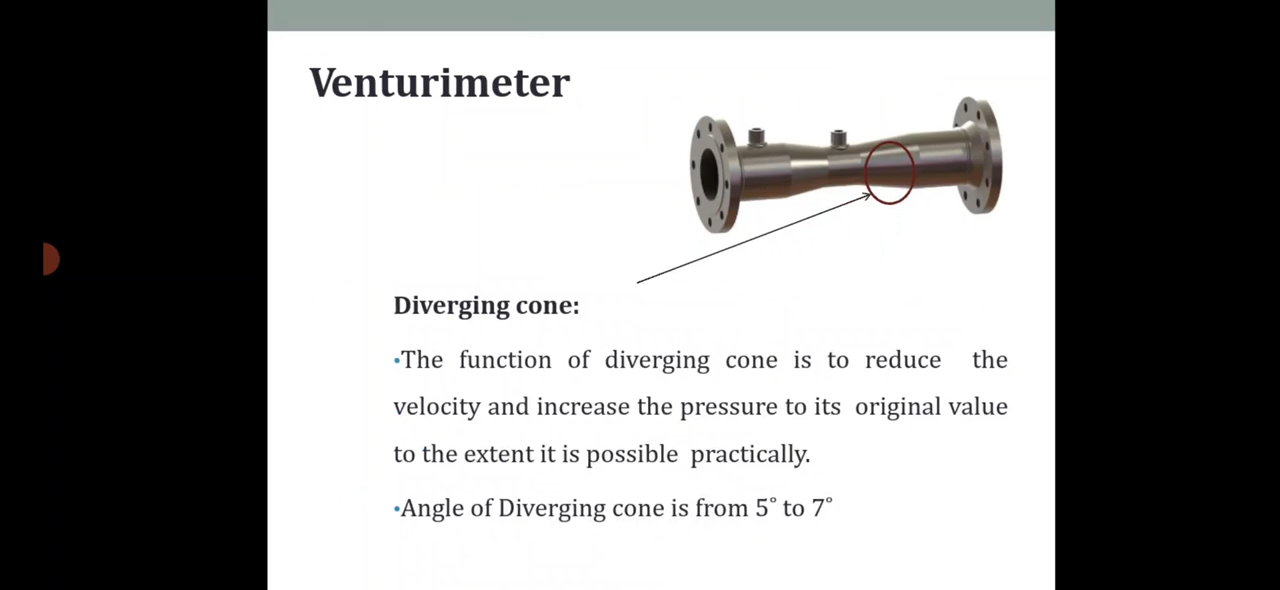 Venturimeter
Diverging cone:
•The function of diverging cone is to reduce the
velocity and increase the pressure to its original value
to the extent it is possible practically.
•Angle of Diverging cone is from 5° to 7°